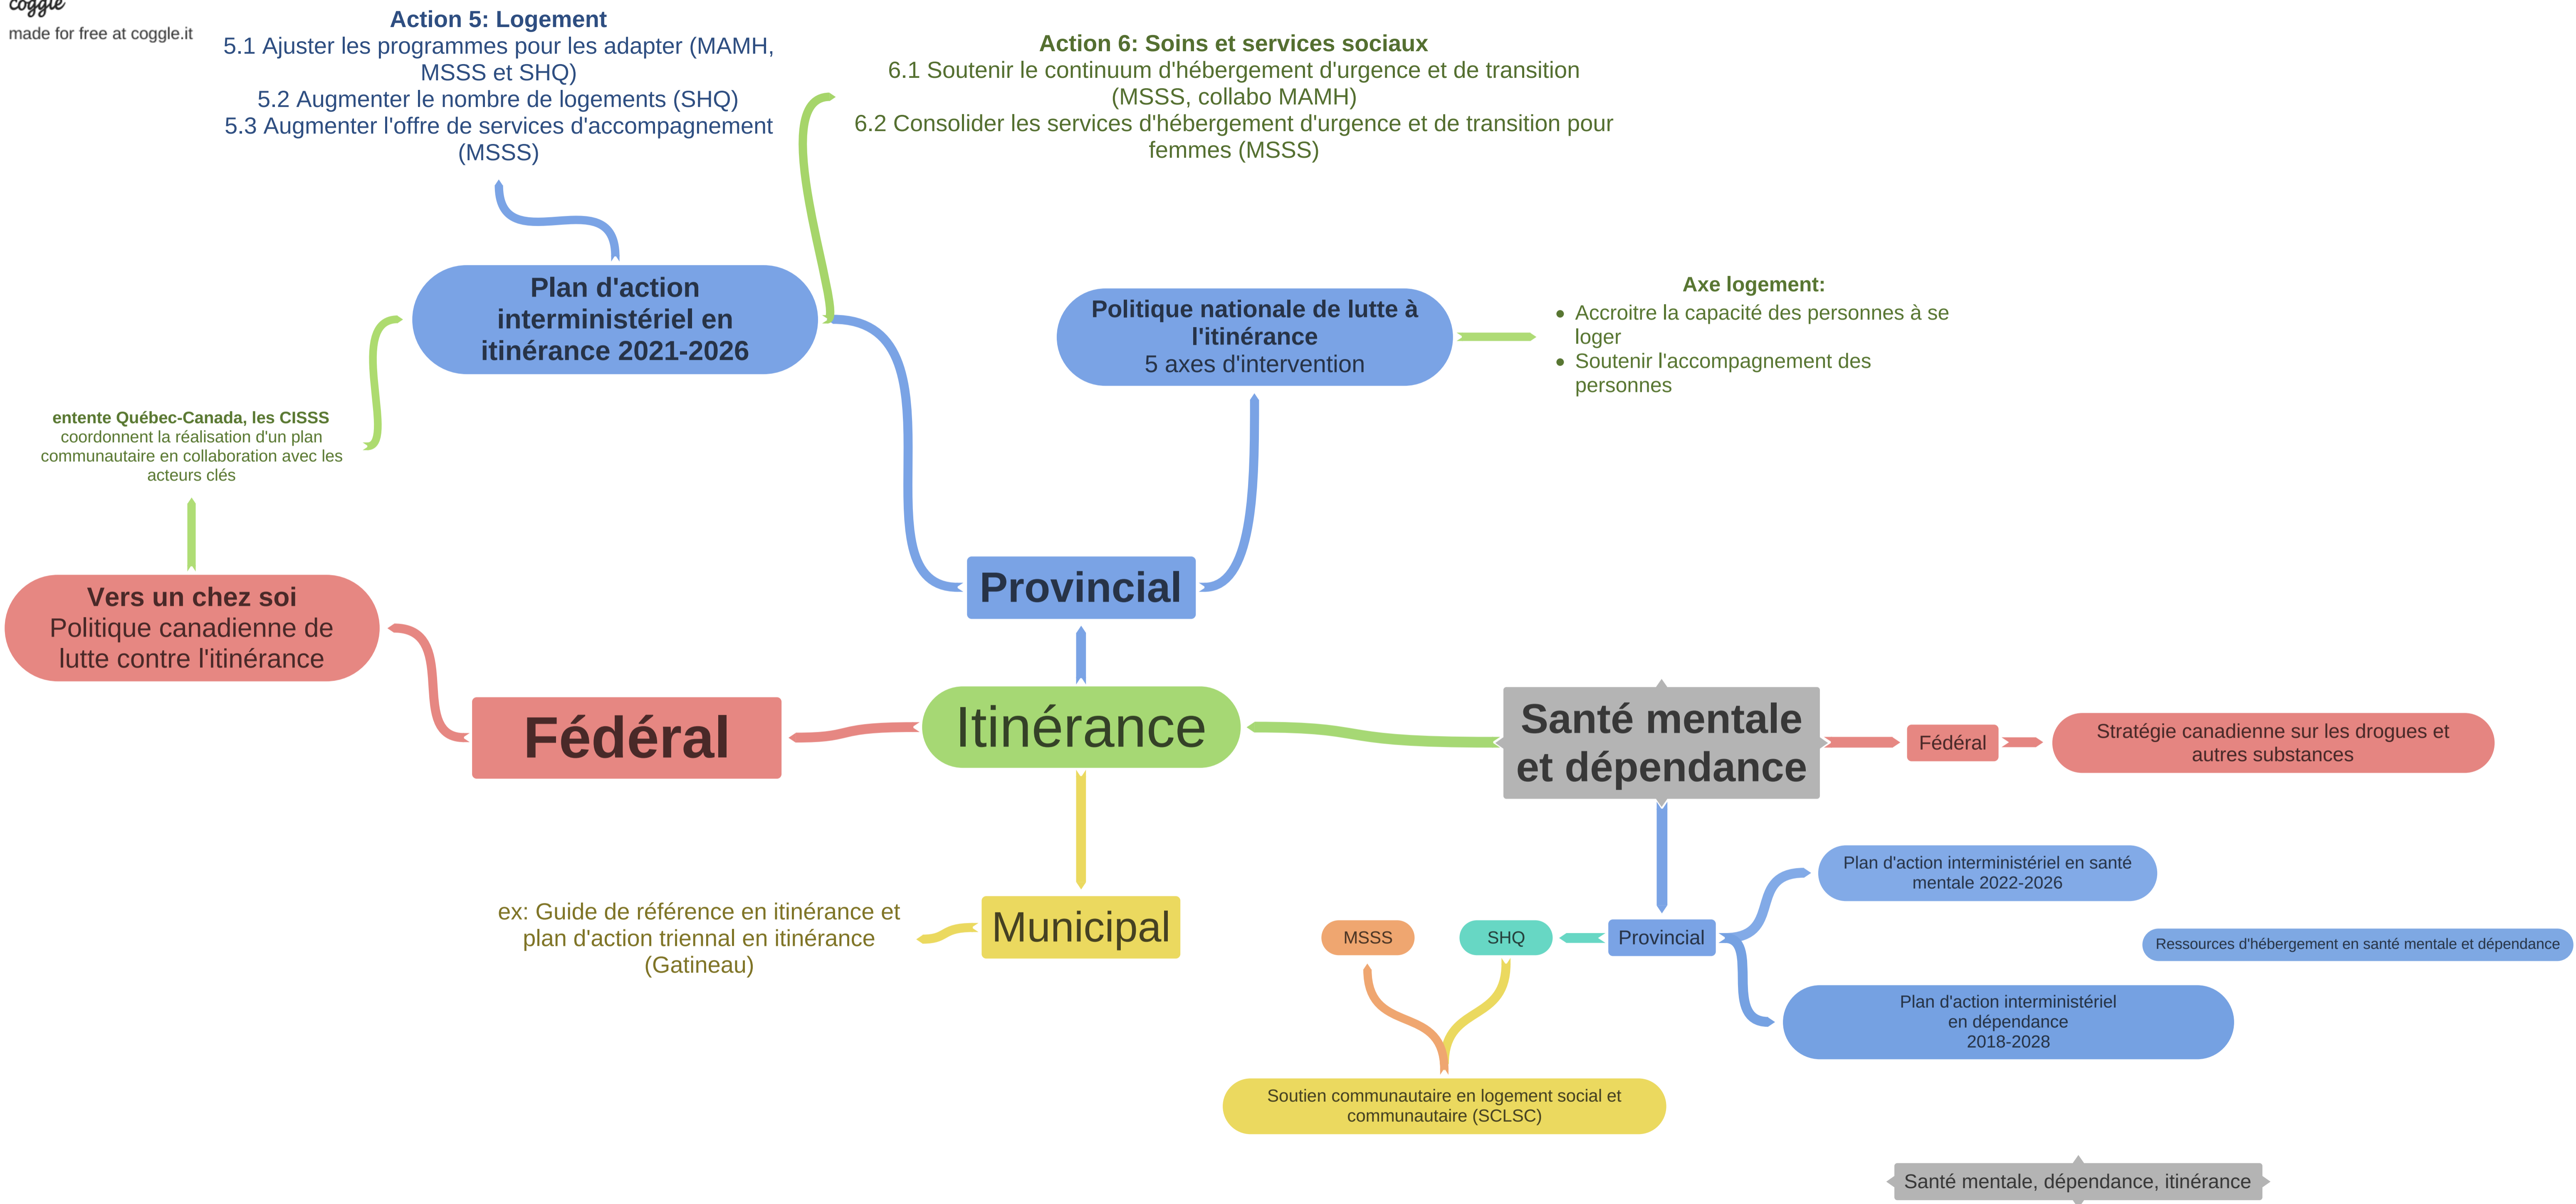 coggle
made for free at coggle.it
Action 5: Logement
5.1 Ajuster les programmes pour les adapter (MAMH,
MSSS et SHQ)
5.2 Augmenter le nombre de logements (SHQ)
5.3 Augmenter l'offre de services d'accompagnement
(MSSS)
Action 6: Soins et services sociaux
6.1 Soutenir le continuum d'hébergement d'urgence et de transition
(MSSS, collabo MAMH)
6.2 Consolider les services d'hébergement d'urgence et de transition pour
femmes (MSSS)
Plan d'action
interministériel en
itinérance 2021-2026
Politique nationale de lutte à
l'itinérance
5 axes d'intervention
Axe logement:
• Accroitre la capacité des personnes à se
loger
• Soutenir l'accompagnement des
personnes
entente Québec-Canada, les CISSS
coordonnent la réalisation d'un plan
communautaire en collaboration avec les
acteurs clés
Vers un chez soi
Politique canadienne de
lutte contre l'itinérance
Provincial
Fédéral
Itinérance
Santé mentale
et dépendance
Fédéral
Stratégie canadienne sur les drogues et
autres substances
ex: Guide de référence en itinérance et
plan d'action triennal en itinérance
(Gatineau)
Municipal
MSSS
SHQ
Provincial
Plan d'action interministériel en santé
mentale 2022-2026
Ressources d'hébergement en santé mentale et dépendance
Plan d'action interministériel
en dépendance
2018-2028
Soutien communautaire en logement social et
communautaire (SCLSC)
Santé mentale, dépendance, itinérance